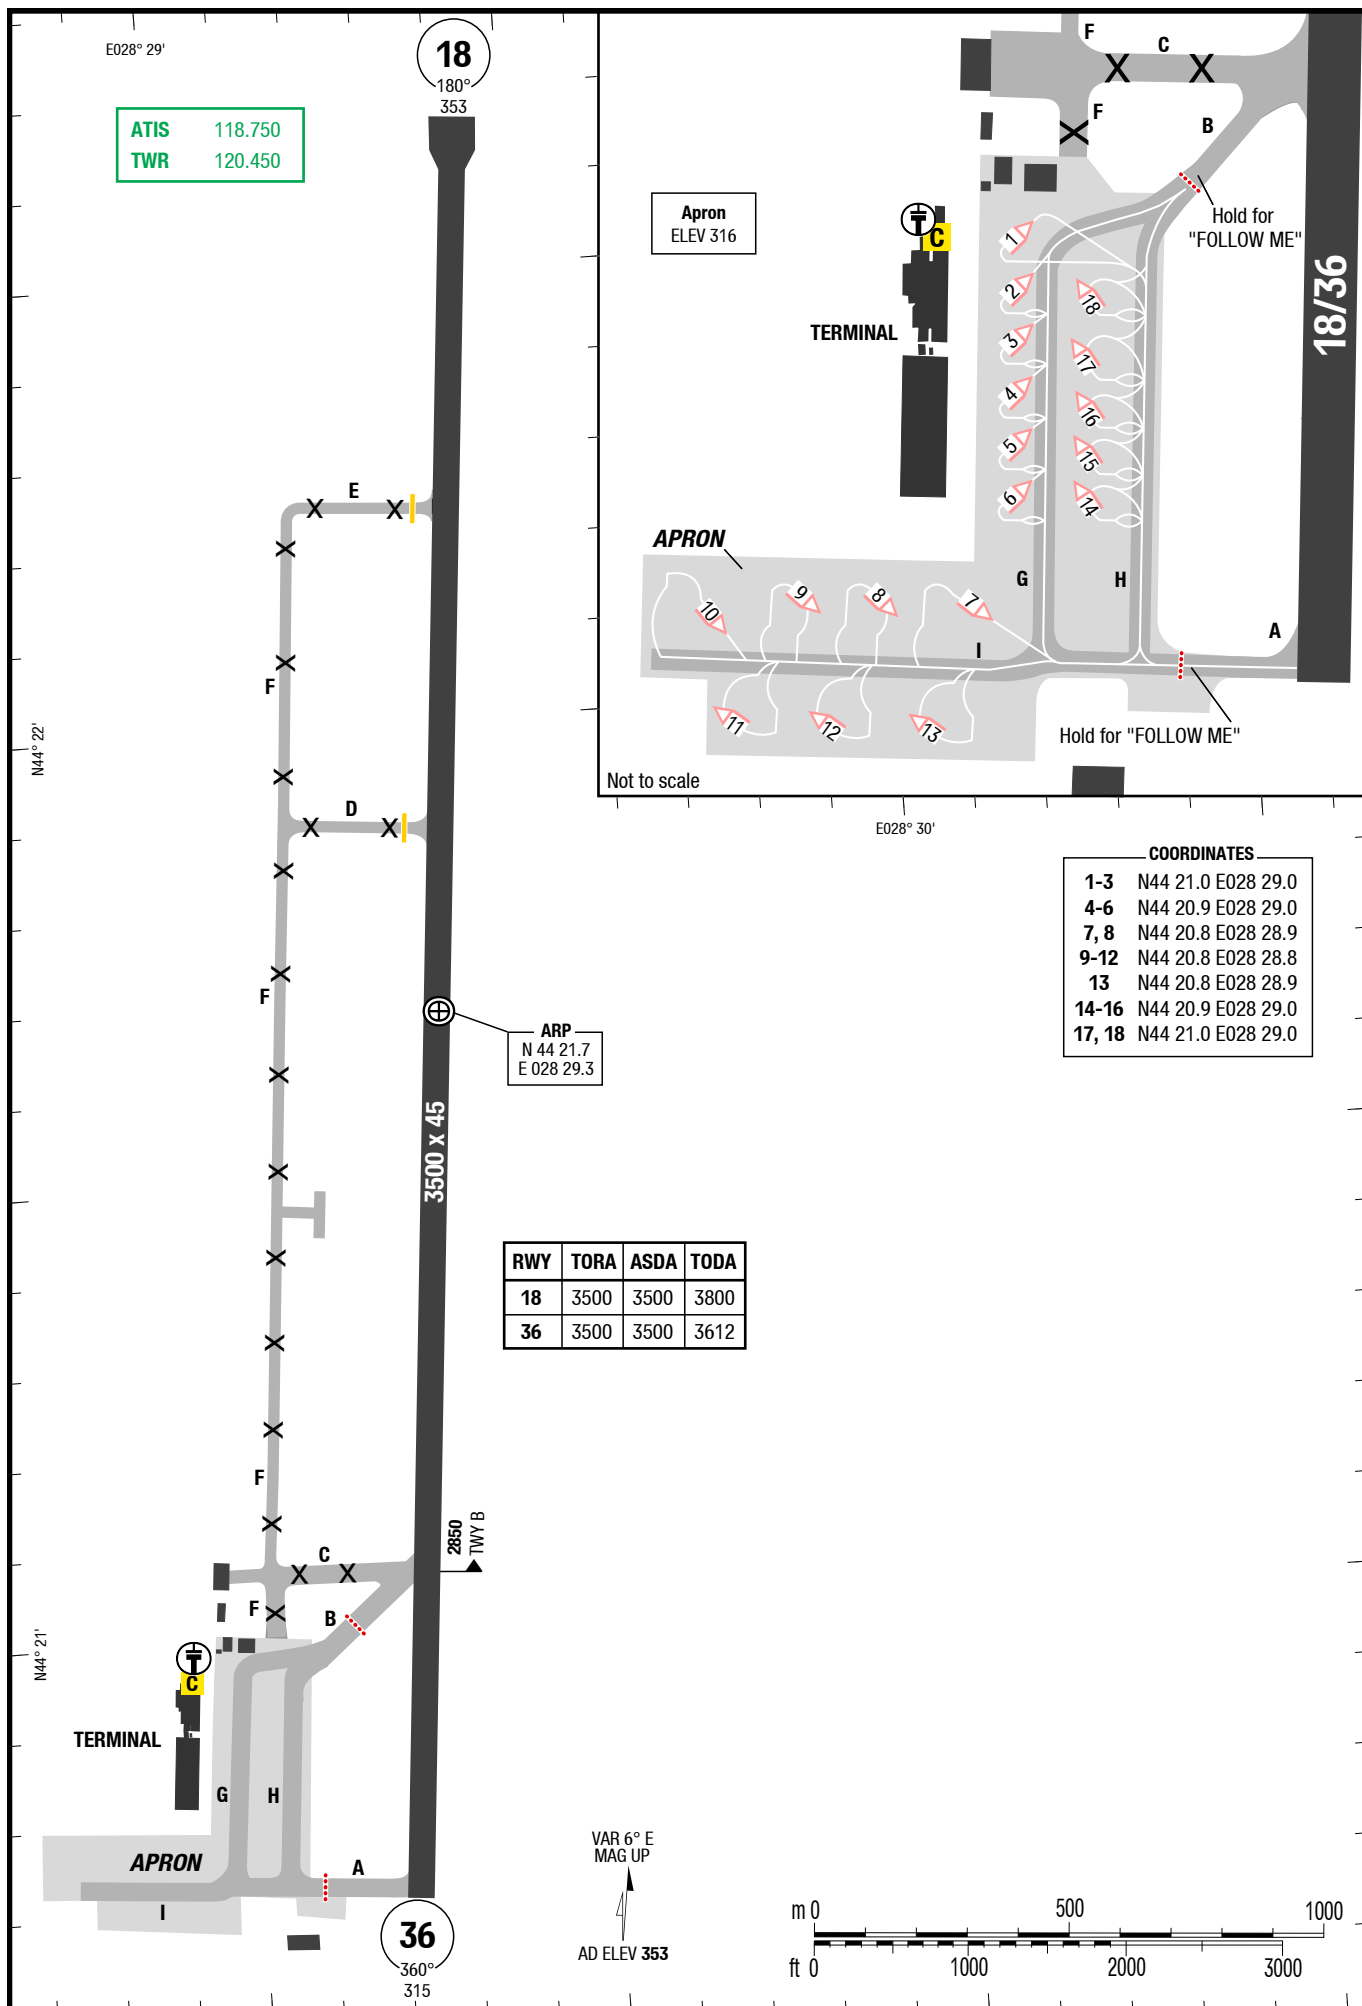 E028° 29'
18
180°
353
ATIS 118.750
TWR 120.450
E
F
N44° 22'
D
F
ARP
N 44 21.7
E 028 29.3
3500 x 45
RWY TORA ASDA TODA
18 3500 3500 3800
36 3500 3500 3612
F
2850
TWY B
C
F
B
N44° 21'
C
TERMINAL
G
H
APRON
A
I
36
360°
315
VAR 6° E
MAG UP
AD ELEV 353
m 0 500 1000
ft 0 1000 2000 3000
F
C
F
B
Hold for
"FOLLOW ME"
Apron
ELEV 316
C
TERMINAL
18/36
1
2
3
4
5
6
18
17
16
15
14
APRON
G
H
10
9
8
7
I
A
11
12
13
Hold for "FOLLOW ME"
Not to scale
E028° 30'
COORDINATES
1-3 N44 21.0 E028 29.0
4-6 N44 20.9 E028 29.0
7, 8 N44 20.8 E028 28.9
9-12 N44 20.8 E028 28.8
13 N44 20.8 E028 28.9
14-16 N44 20.9 E028 29.0
17, 18 N44 21.0 E028 29.0